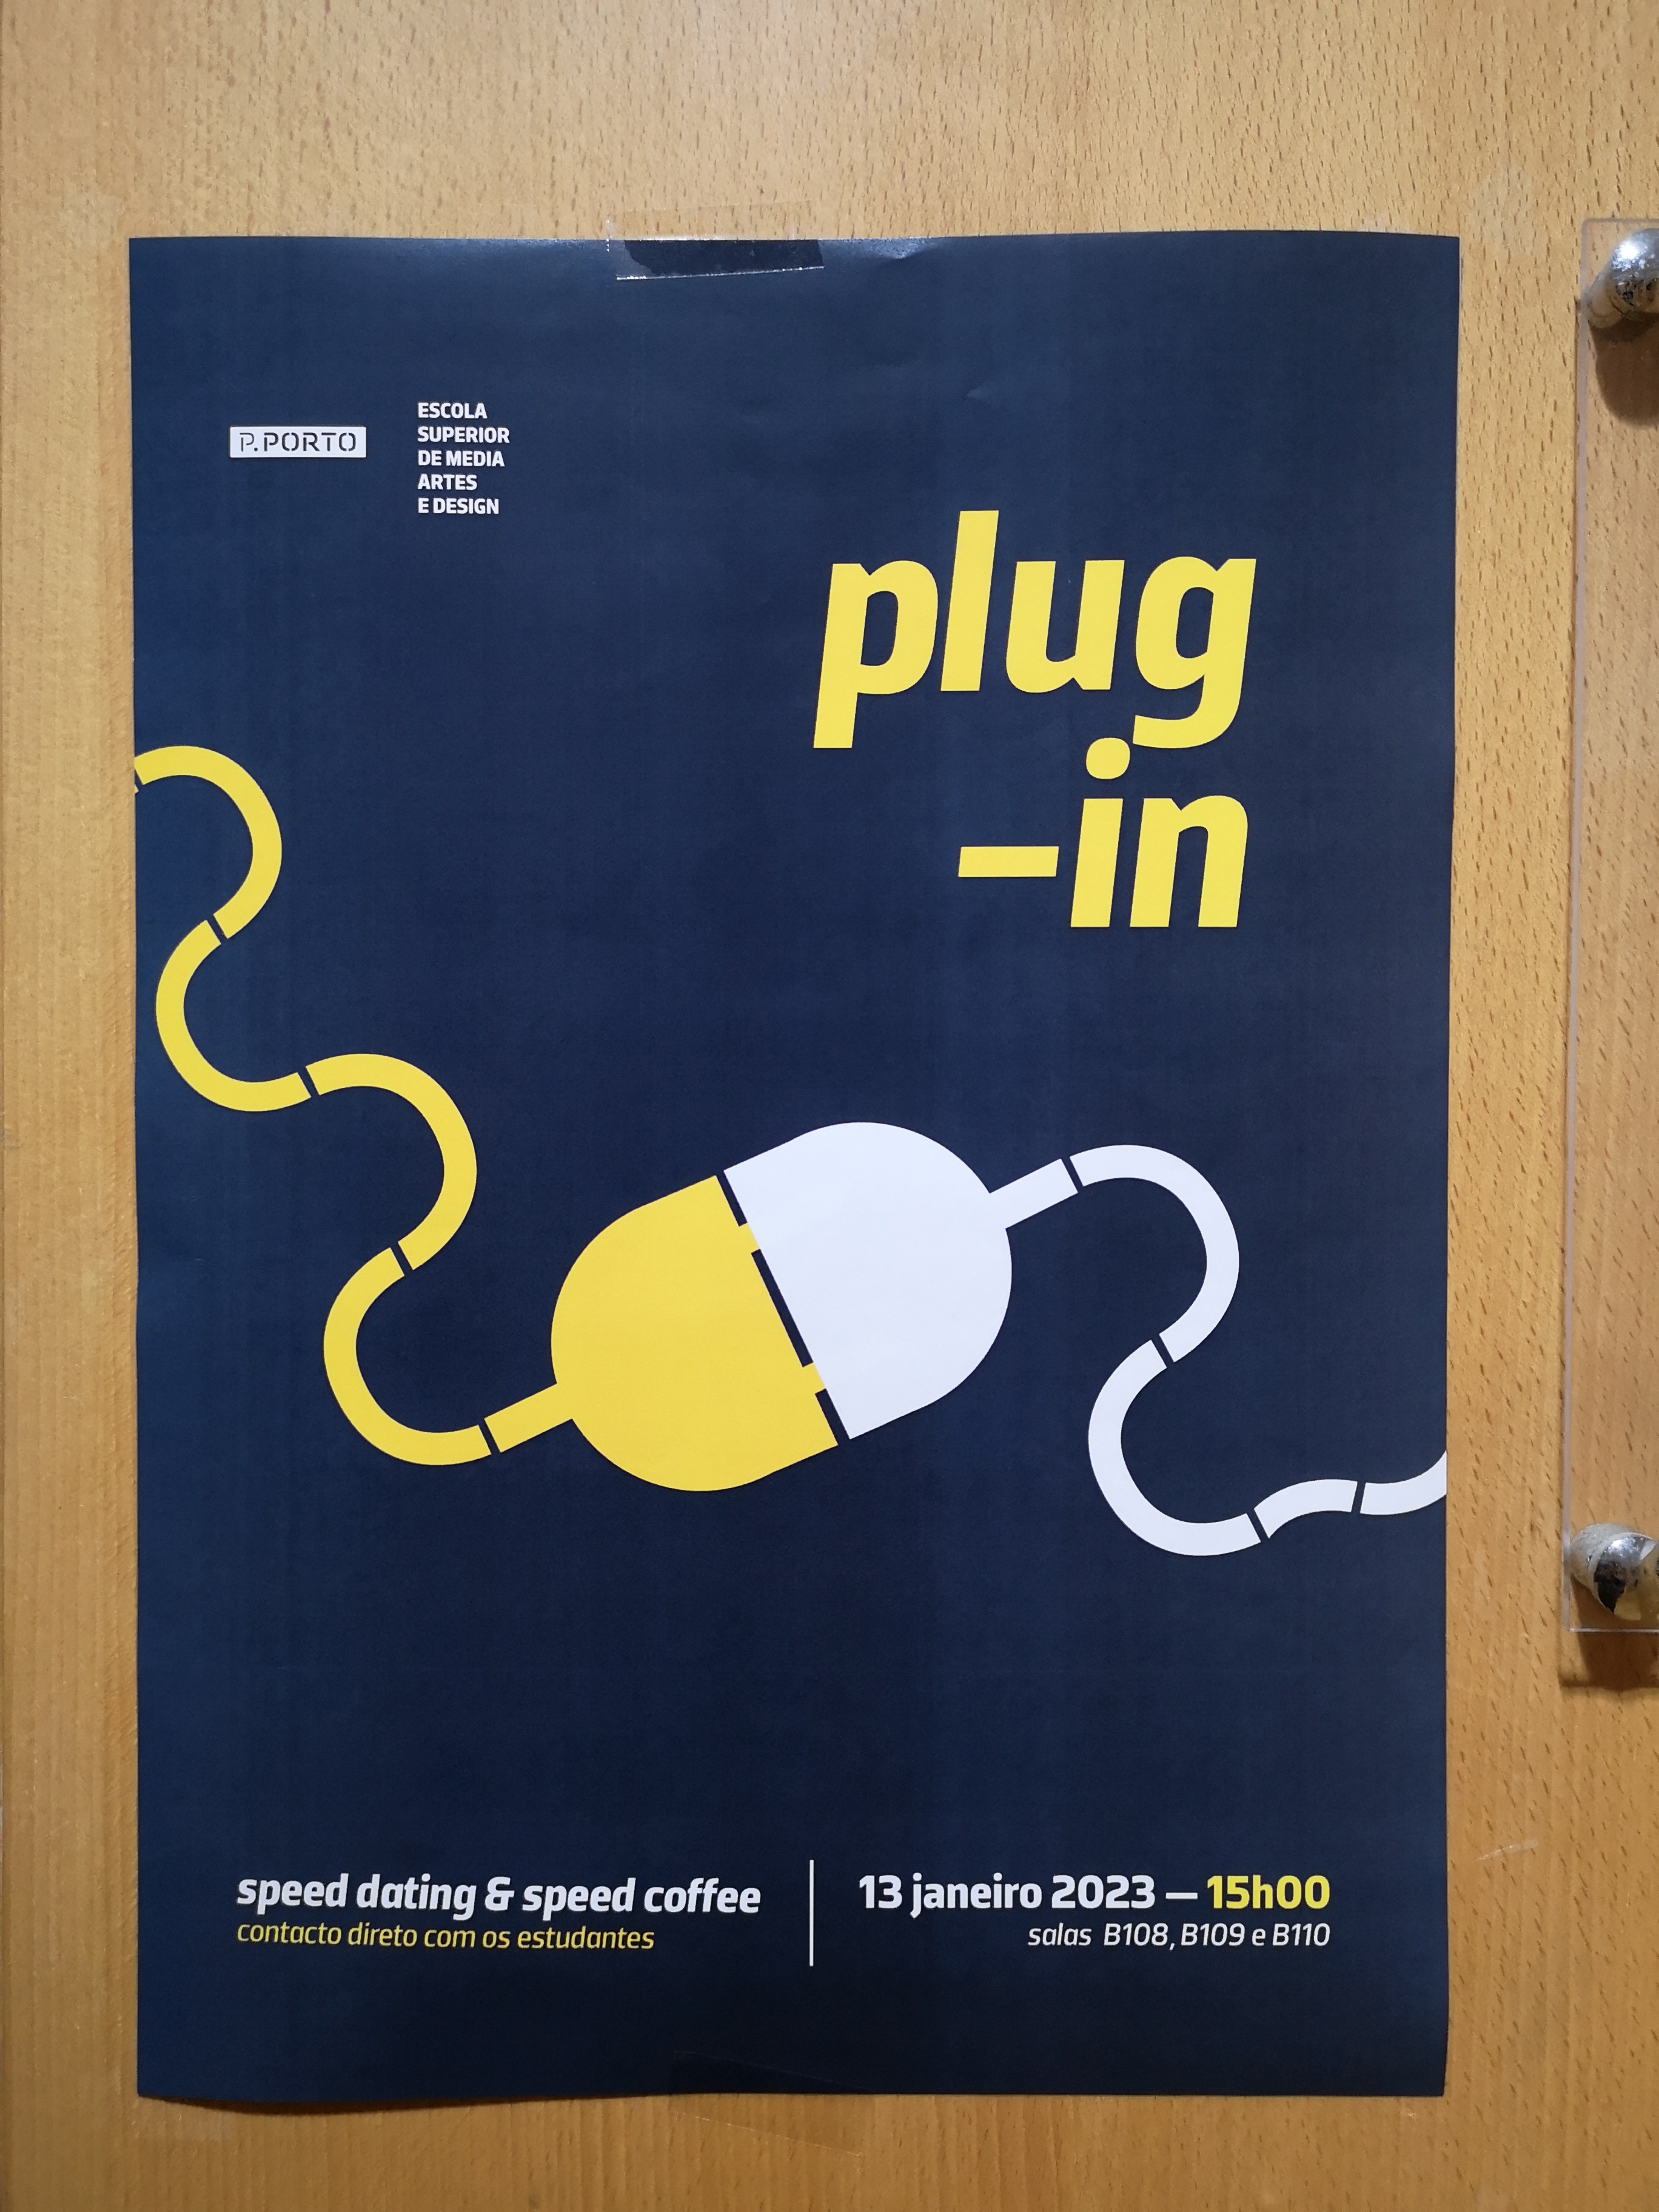 P.PORTO
ESCOLA
SUPERIOR
DE MEDIA
ARTES
E DESIGN
plug
–in
speed dating & speed coffee
contacto direto com os estudantes
13 janeiro 2023 — 15h00
salas B108, B109 e B110